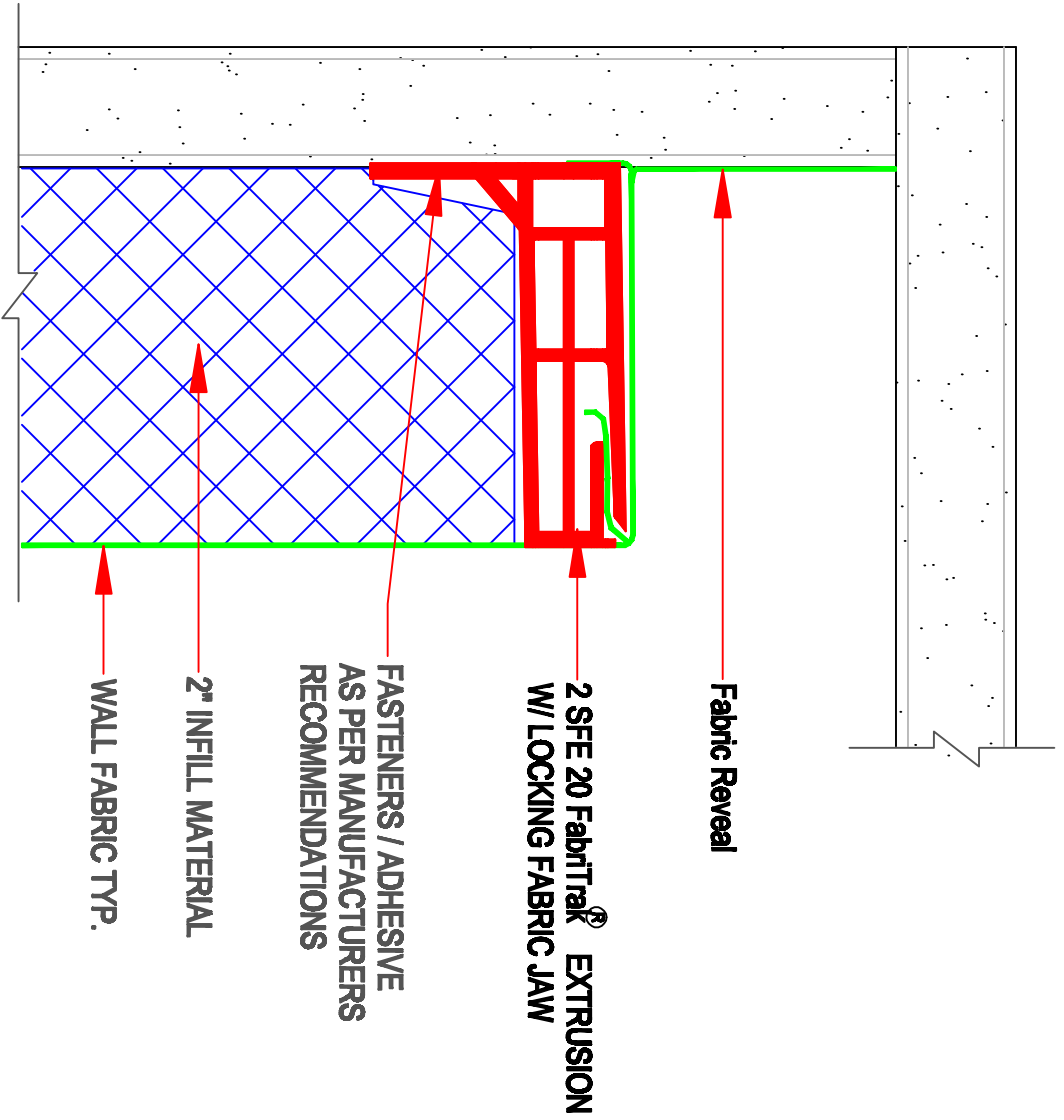 Fabric Reveal
2 SFE 20 FabriTrak® EXTRUSION
W/ LOCKING FABRIC JAW
FASTENERS / ADHESIVE
AS PER MANUFACTURERS
RECOMMENDATIONS
2" INFILL MATERIAL
WALL FABRIC TYP.